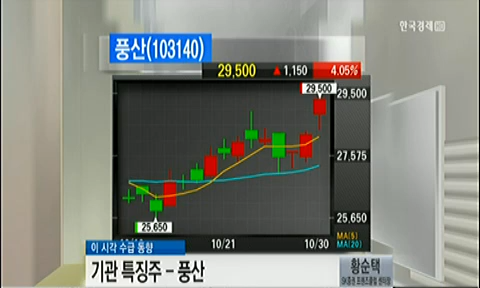 한국경제HD
풍산(103140)
29,500 ▲ 1,150 4.05%
29,500
29,500
27,575
25,650
25,650
10/21
10/30
MA(5)
MA(20)
이 시각 수급 동향
기관 특징주 - 풍산
황순택